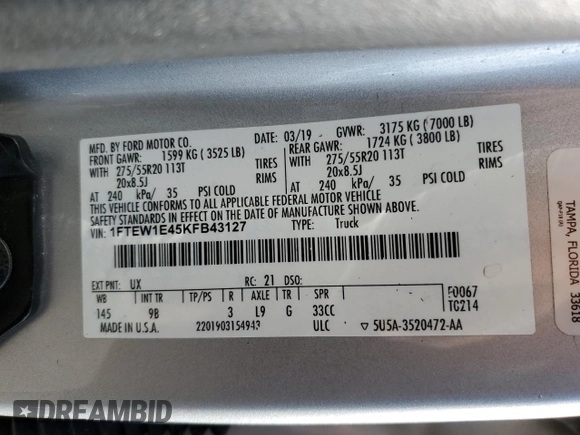 MFD. BY FORD MOTOR CO.
DATE: 03/19
GVWR: 3175 KG ( 7000 LB)
FRONT GAWR: 1599 KG ( 3525 LB)
REAR GAWR: 1724 KG ( 3800 LB)
WITH
275/55R20 113T TIRES
20x8.5J RIMS
AT 240 kPa/ 35 PSI COLD
WITH
275/55R20 113T TIRES
20x8.5J RIMS
AT 240 kPa/ 35 PSI COLD
THIS VEHICLE CONFORMS TO ALL APPLICABLE FEDERAL MOTOR VEHICLE
SAFETY STANDARDS AND THEFT PREVENTION STANDARDS IN EFFECT ON THE DATE OF MANUFACTURE
SHOWN ABOVE.
VIN: 1FTEW1E45KFB43127
TYPE: Truck
EXT PNT: UX RC: 21 DSO:
WB INT TR TP/PS R AXLE TR SPR
145 9B 3 L9 G 33CC
0067
TC214
MADE IN U.S.A. 2201903154943 ULC ▽ 5U5A-3520472-AA
TAMPA, FLORIDA 33618
DREAMBID